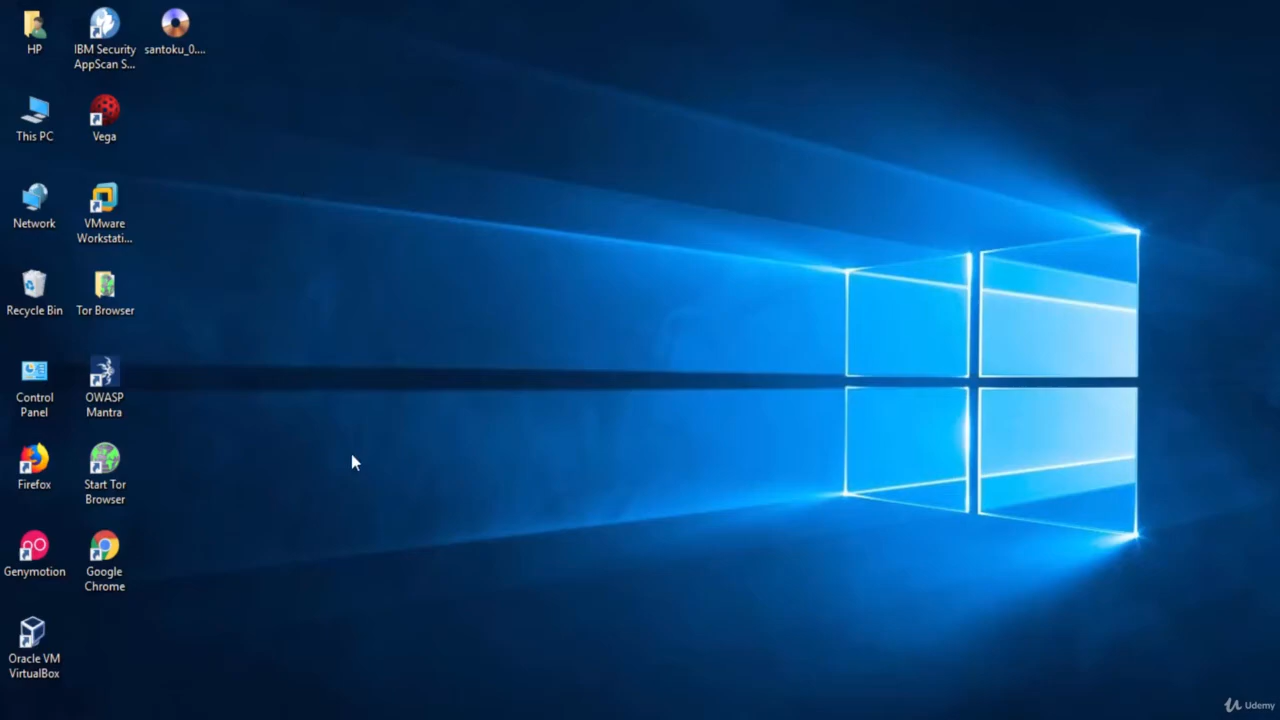 HP
IBM Security
AppScan S...
santoku_0....
This PC
Vega
Network
VMware
Workstati...
Recycle Bin
Tor Browser
Control
Panel
OWASP
Mantra
Firefox
Start Tor
Browser
Genymotion
Google
Chrome
Oracle VM
VirtualBox
Udemy